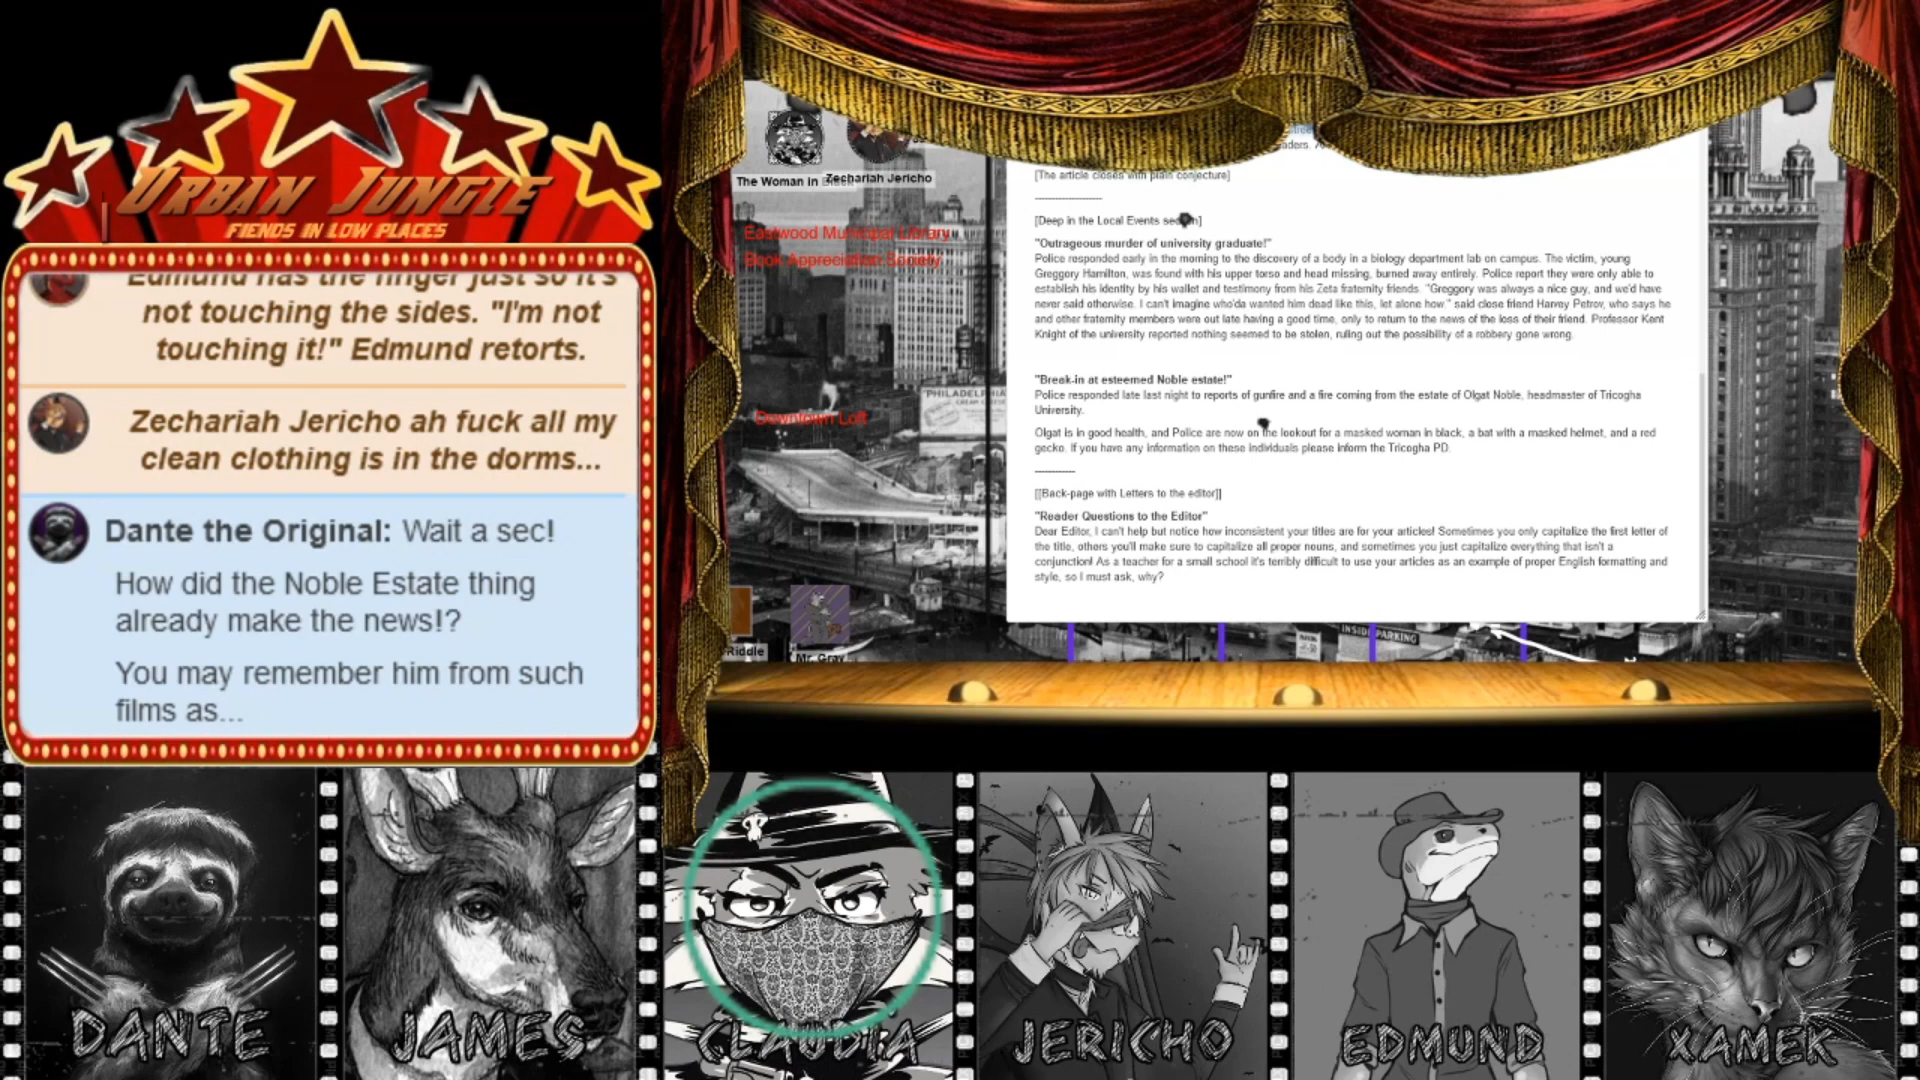 URBAN JUNGLE
FIENDS IN LOW PLACES
Edmund has the finger just so it's
not touching the sides. "I'm not
touching it!" Edmund retorts.
Zechariah Jericho ah fuck all my
clean clothing is in the dorms...
Dante the Original: Wait a sec!
How did the Noble Estate thing
already make the news!?
You may remember him from such
films as...
The Woman in
Zechariah Jericho
Eastwood Municipal Library
Book Appreciation Society
PHILADELPHIA
Downtown Loft
Riddle
Mr. Gray
[The article closes with plain conjecture]
[Deep in the Local Events section]
"Outrageous murder of university graduate!"
Police responded early in the morning to the discovery of a body in a biology department lab on campus. The victim, young
Greggory Hamilton, was found with his upper torso and head missing, burned away entirely. Police report they were only able to
establish his identity by his wallet and testimony from his Zeta fraternity friends. "Greggory was always a nice guy, and we'd have
never said otherwise. I can't imagine who'da wanted him dead like this, let alone how." said close friend Harvey Petrov, who says he
and other fraternity members were out late having a good time, only to return to the news of the loss of their friend. Professor Kent
Knight of the university reported nothing seemed to be stolen, ruling out the possibility of a robbery gone wrong.
"Break-in at esteemed Noble estate!"
Police responded late last night to reports of gunfire and a fire coming from the estate of Olgat Noble, headmaster of Tricogha
University.
Olgat is in good health, and Police are now on the lookout for a masked woman in black, a bat with a masked helmet, and a red
gecko. If you have any information on these individuals please inform the Tricogha PD.
[[Back-page with Letters to the editor]]
"Reader Questions to the Editor"
Dear Editor, I can't help but notice how inconsistent your titles are for your articles! Sometimes you only capitalize the first letter of
the title, others you'll make sure to capitalize all proper nouns, and sometimes you just capitalize everything that isn't a
conjunction! As a teacher for a small school it's terribly difficult to use your articles as an example of proper English formatting and
style, so I must ask, why?
INSIDE PARKING
DANTE
JAMES
CLAUDIA
JERICHO
EDMUND
XAMEK